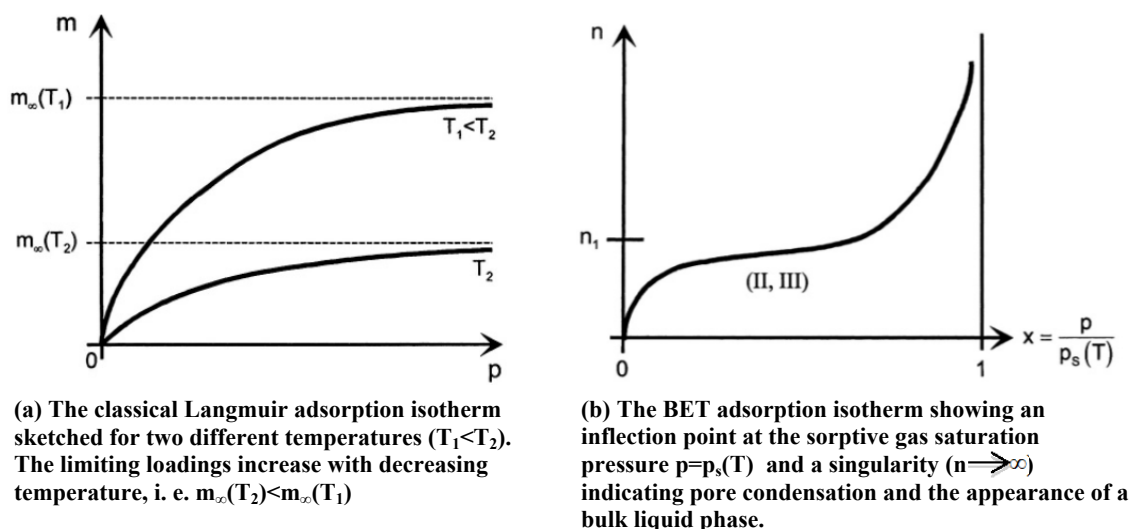 m
m∞(T₁)
T₁<T₂
m∞(T₂)
T₂
0
p
n
n₁
(II, III)
0
1
x = p/pₛ(T)
(a) The classical Langmuir adsorption isotherm
sketched for two different temperatures (T₁<T₂).
The limiting loadings increase with decreasing
temperature, i. e. m∞(T₂)<m∞(T₁)
(b) The BET adsorption isotherm showing an
inflection point at the sorptive gas saturation
pressure p=pₛ(T) and a singularity (n→∞)
indicating pore condensation and the appearance of a
bulk liquid phase.